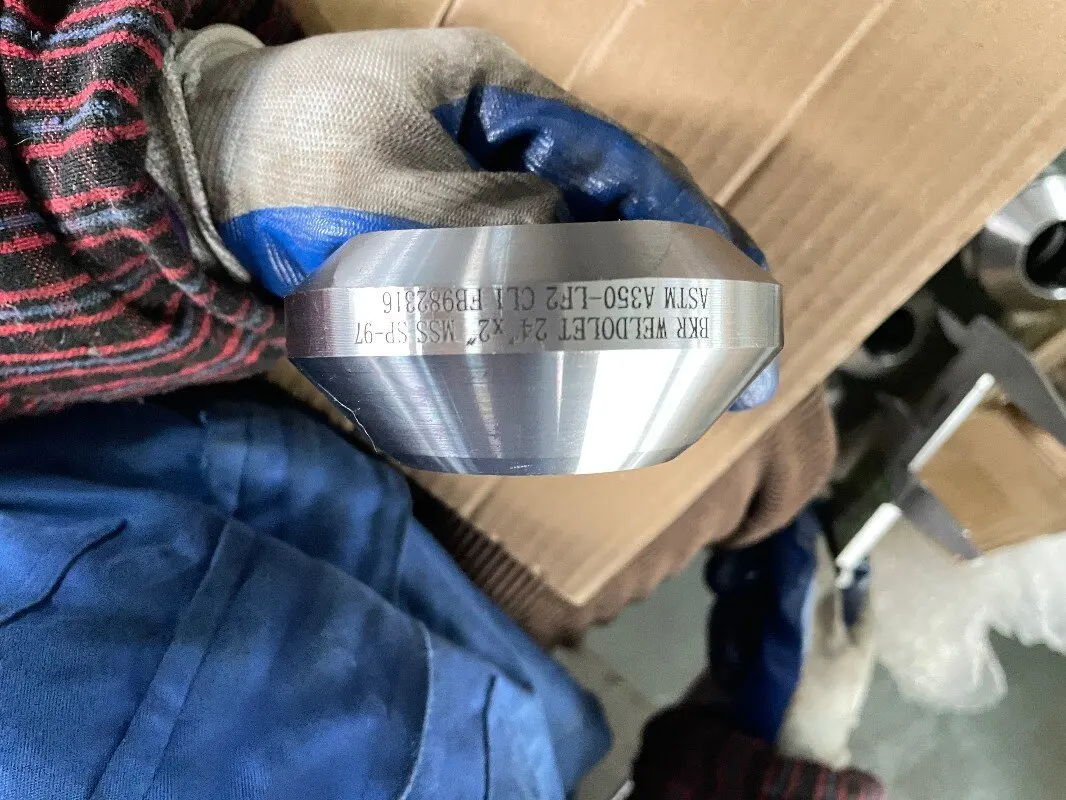 BKR WELDOLET 24"x2" MSS SP-97
ASTM A350-LF2 CL1 FB982316